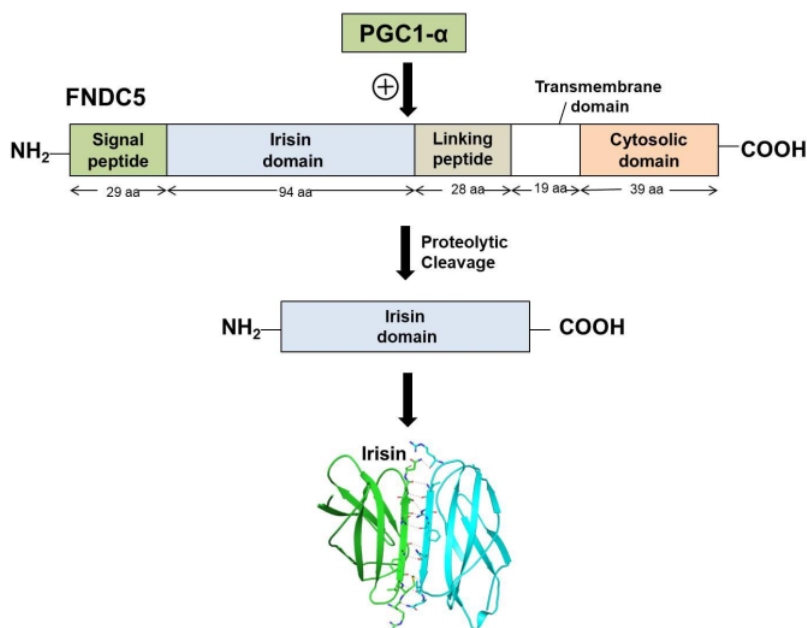 PGC1-α
FNDC5
Transmembrane
domain
NH₂
Signal
peptide
Irisin
domain
Linking
peptide
Cytosolic
domain
COOH
29 aa
94 aa
28 aa
19 aa
39 aa
Proteolytic
Cleavage
NH₂
Irisin
domain
COOH
Irisin